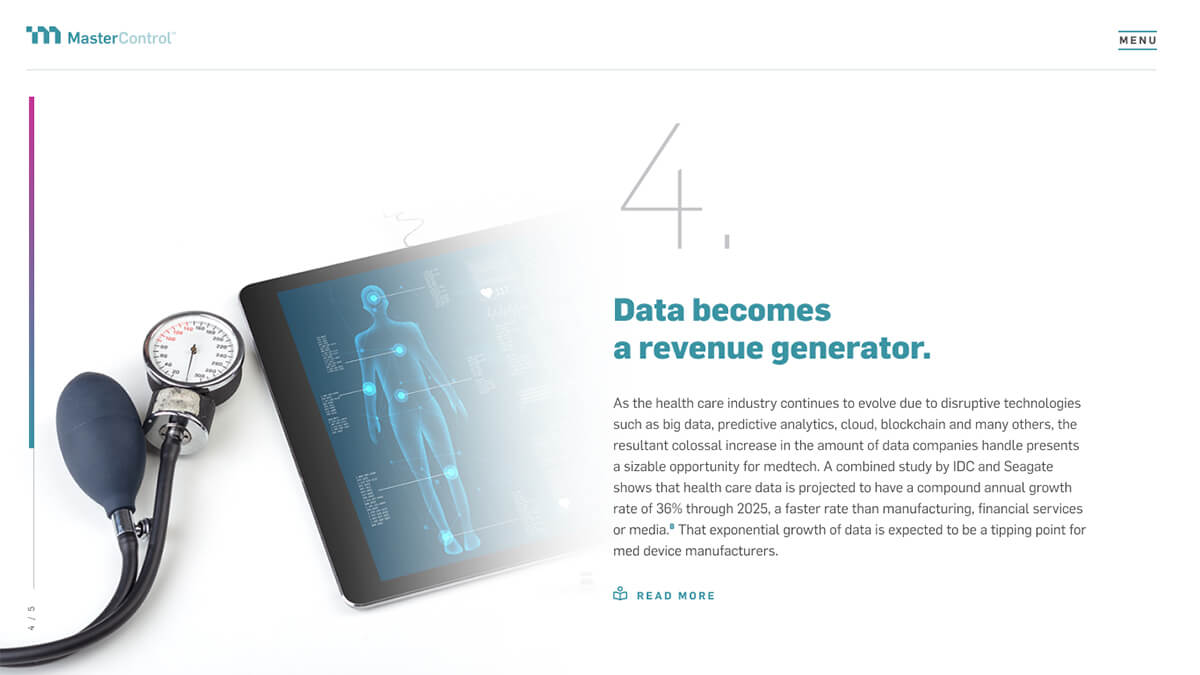 MasterControl™
MENU
4.
Data becomes
a revenue generator.
As the health care industry continues to evolve due to disruptive technologies
such as big data, predictive analytics, cloud, blockchain and many others, the
resultant colossal increase in the amount of data companies handle presents
a sizable opportunity for medtech. A combined study by IDC and Seagate
shows that health care data is projected to have a compound annual growth
rate of 36% through 2025, a faster rate than manufacturing, financial services
or media.⁸ That exponential growth of data is expected to be a tipping point for
med device manufacturers.
READ MORE
4 / 5